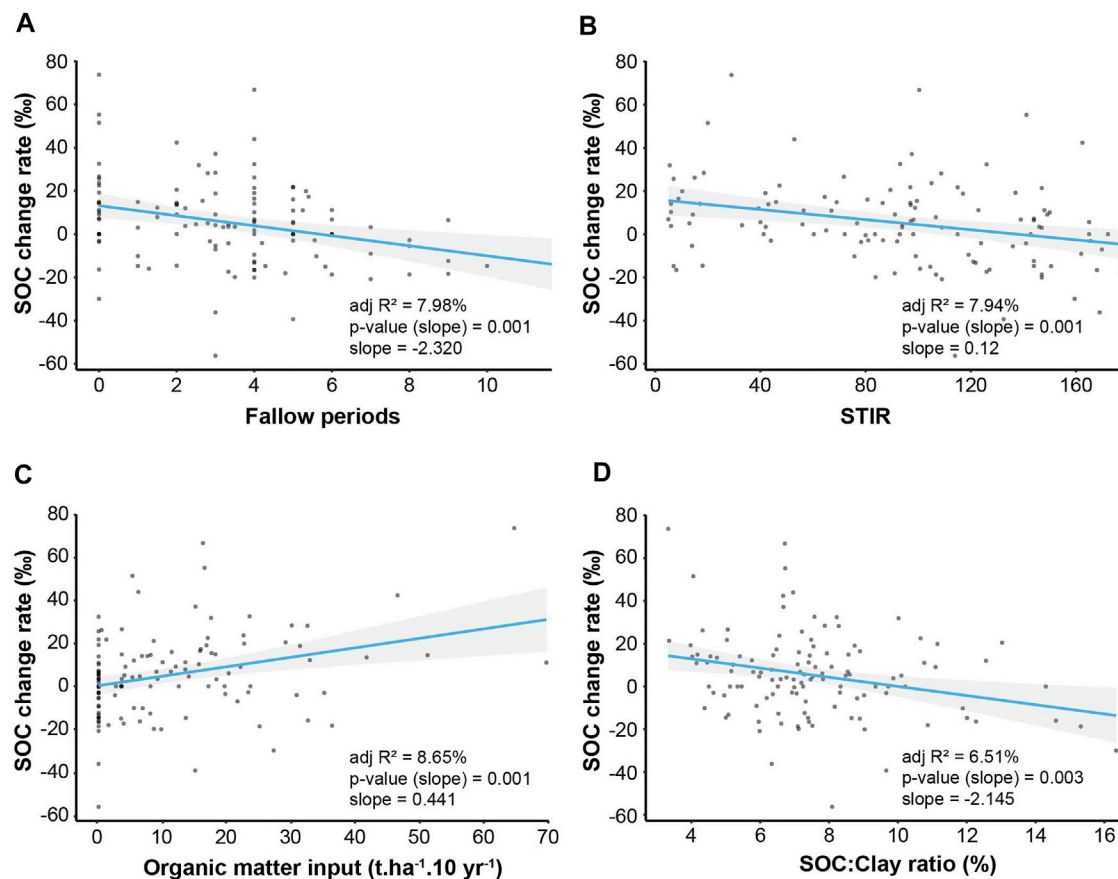 A
SOC change rate (‰)
80
60
40
20
0
-20
-40
-60
adj R² = 7.98%
p-value (slope) = 0.001
slope = -2.320
0 2 4 6 8 10
Fallow periods
B
SOC change rate (‰)
80
60
40
20
0
-20
-40
-60
adj R² = 7.94%
p-value (slope) = 0.001
slope = 0.12
0 40 80 120 160
STIR
C
SOC change rate (‰)
80
60
40
20
0
-20
-40
-60
adj R² = 8.65%
p-value (slope) = 0.001
slope = 0.441
0 10 20 30 40 50 60 70
Organic matter input (t.ha⁻¹.10 yr⁻¹)
D
SOC change rate (‰)
80
60
40
20
0
-20
-40
-60
adj R² = 6.51%
p-value (slope) = 0.003
slope = -2.145
4 6 8 10 12 14 16
SOC:Clay ratio (%)